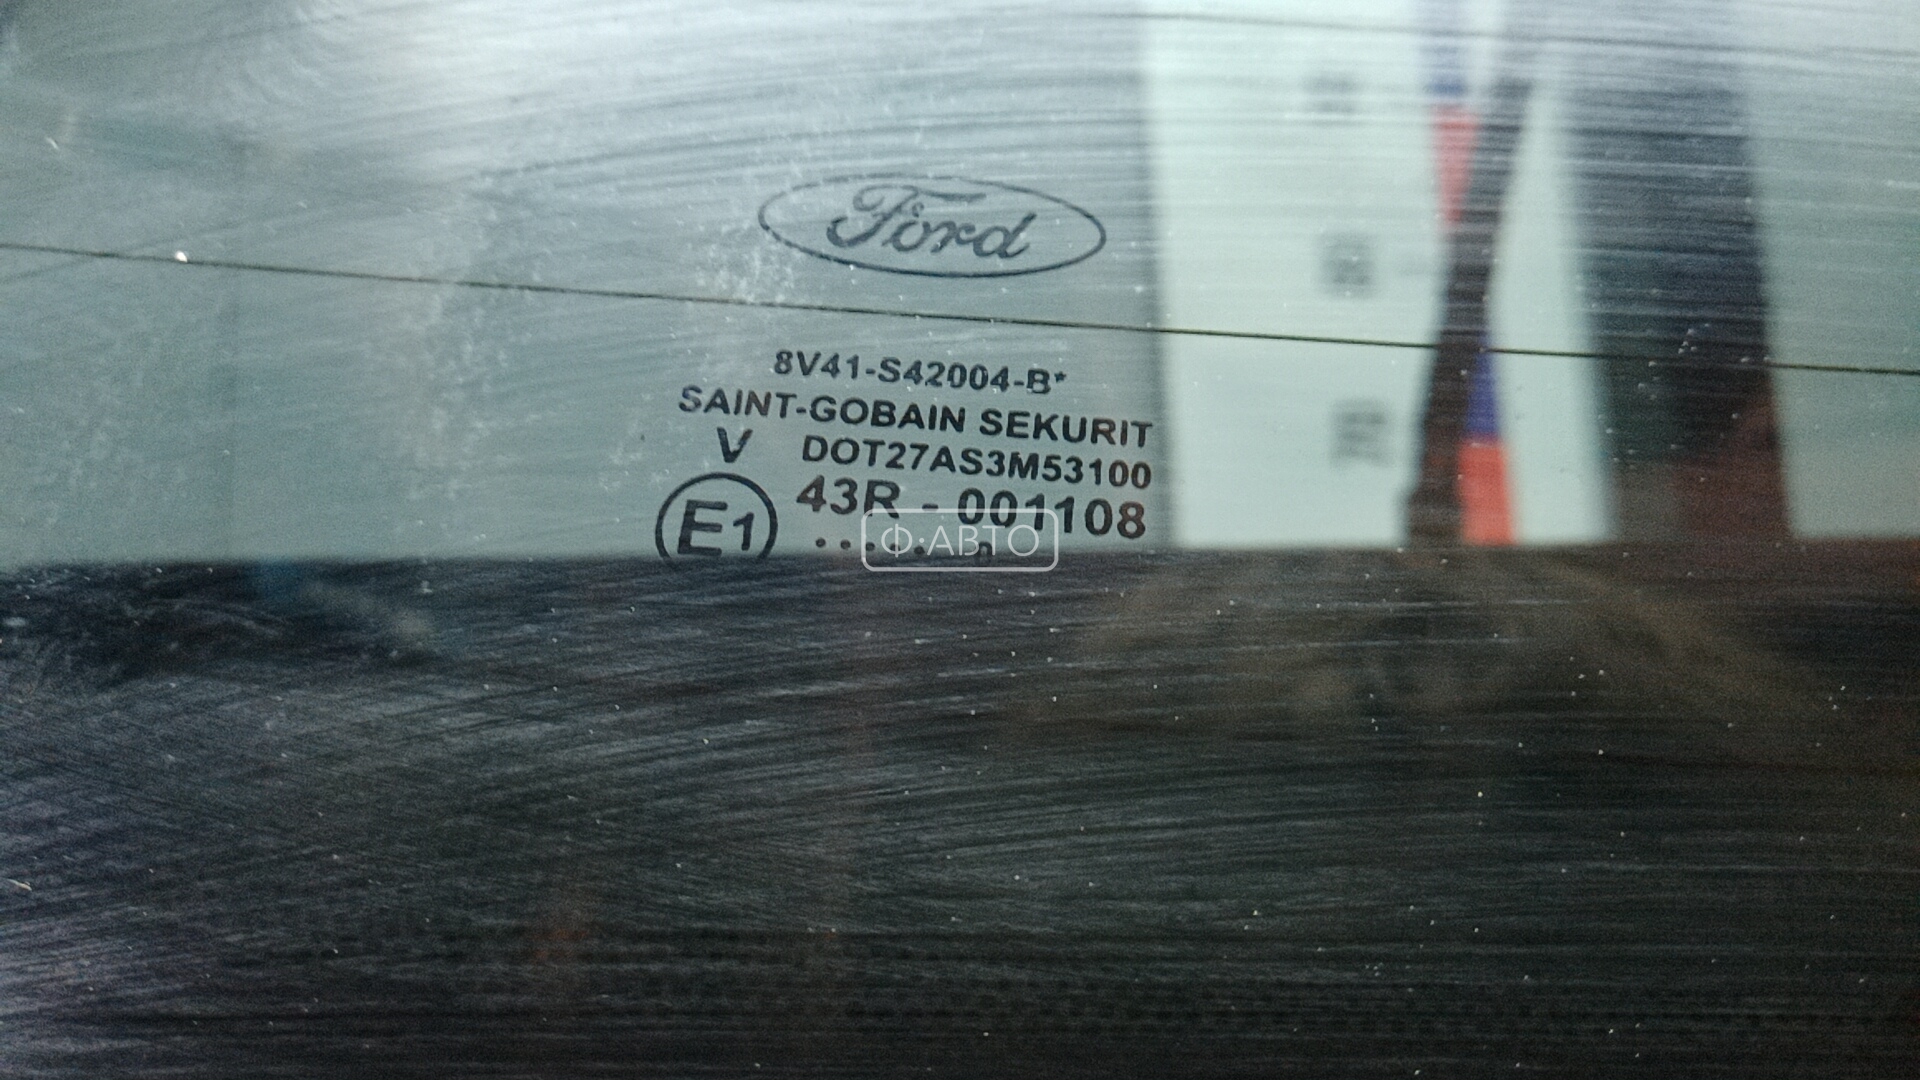 Ford
8V41-S42004-B*
SAINT-GOBAIN SEKURIT
V DOT27AS3M53100
E1 43R - 001108
Ф·АВТО